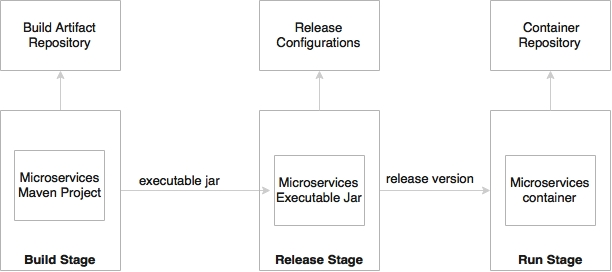 Build Artifact
Repository
Release
Configurations
Container
Repository
Microservices
Maven Project
executable jar
Microservices
Executable Jar
release version
Microservices
container
Build Stage
Release Stage
Run Stage